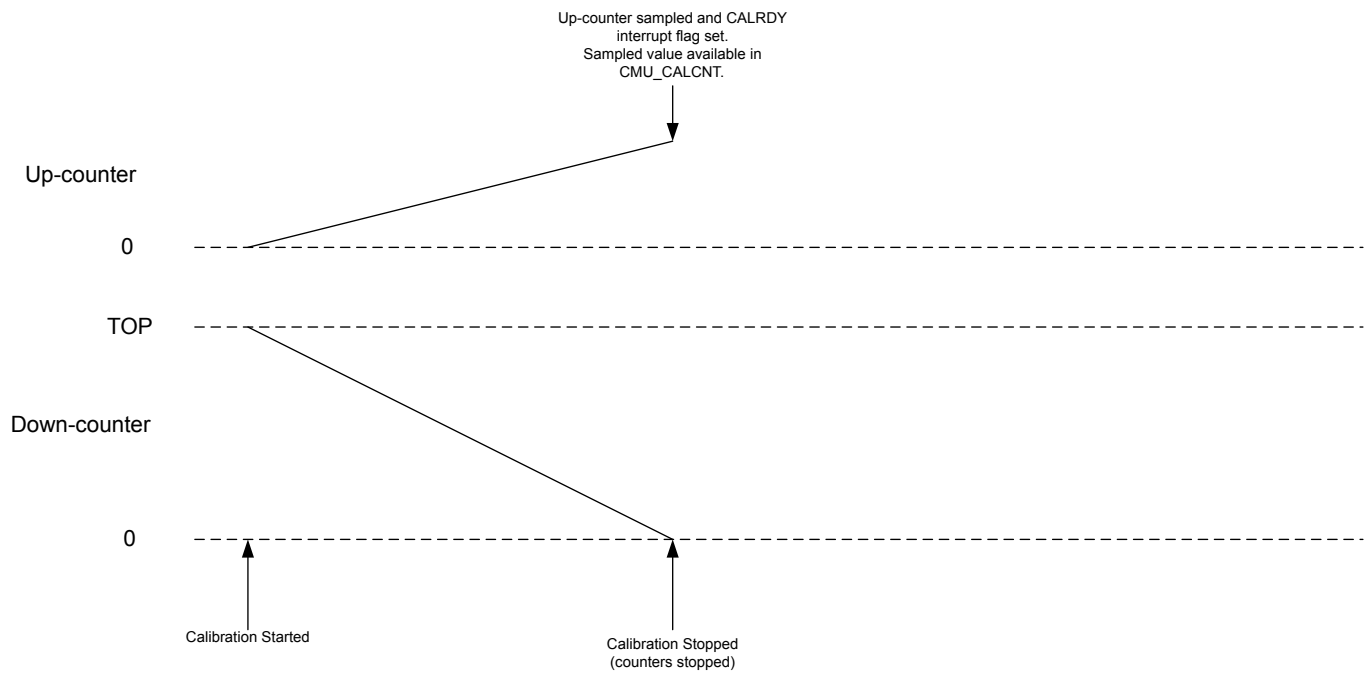 Up-counter sampled and CALRDY
interrupt flag set.
Sampled value available in
CMU_CALCNT.
Up-counter
0
TOP
Down-counter
0
Calibration Started
Calibration Stopped
(counters stopped)